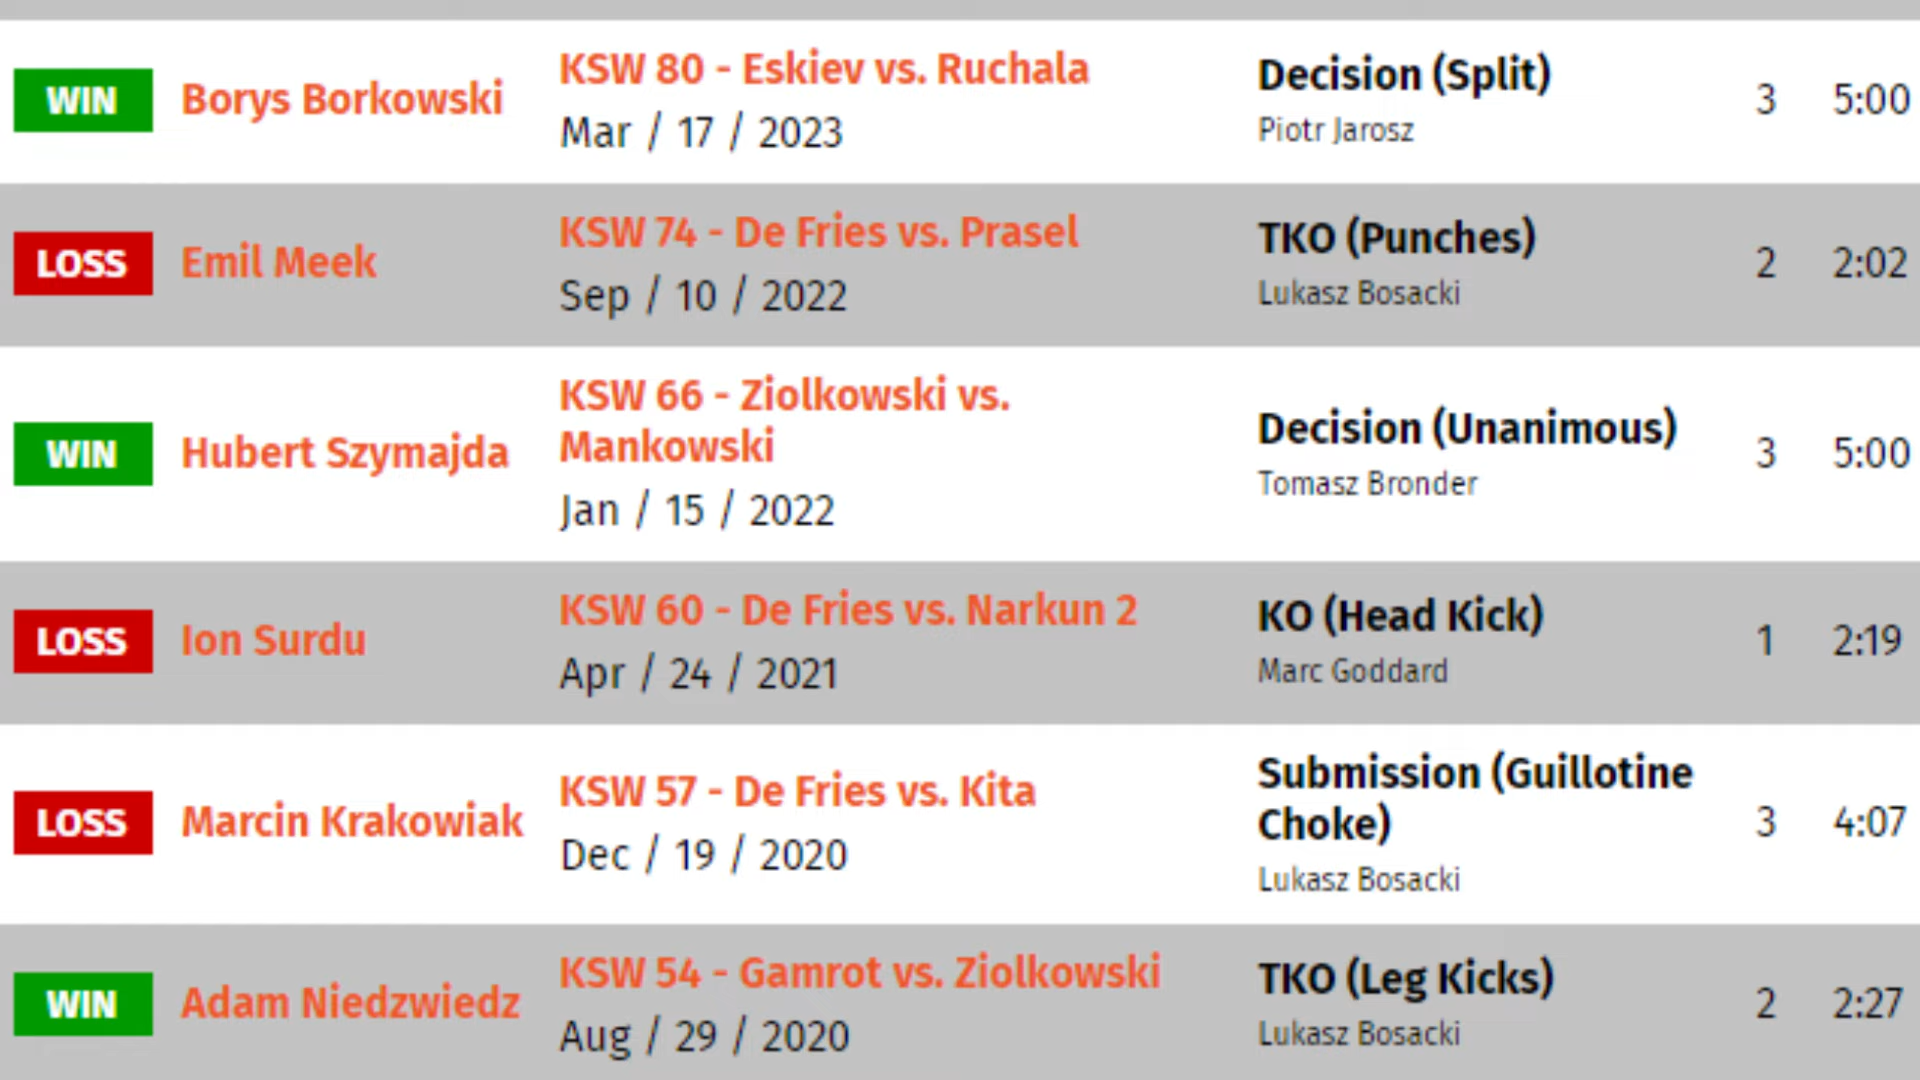 WIN
Borys Borkowski
KSW 80 - Eskiev vs. Ruchala
Mar / 17 / 2023
Decision (Split)
Piotr Jarosz
3
5:00
LOSS
Emil Meek
KSW 74 - De Fries vs. Prasel
Sep / 10 / 2022
TKO (Punches)
Lukasz Bosacki
2
2:02
WIN
Hubert Szymajda
KSW 66 - Ziolkowski vs.
Mankowski
Jan / 15 / 2022
Decision (Unanimous)
Tomasz Bronder
3
5:00
LOSS
Ion Surdu
KSW 60 - De Fries vs. Narkun 2
Apr / 24 / 2021
KO (Head Kick)
Marc Goddard
1
2:19
LOSS
Marcin Krakowiak
KSW 57 - De Fries vs. Kita
Dec / 19 / 2020
Submission (Guillotine
Choke)
Lukasz Bosacki
3
4:07
WIN
Adam Niedzwiedz
KSW 54 - Gamrot vs. Ziolkowski
Aug / 29 / 2020
TKO (Leg Kicks)
Lukasz Bosacki
2
2:27